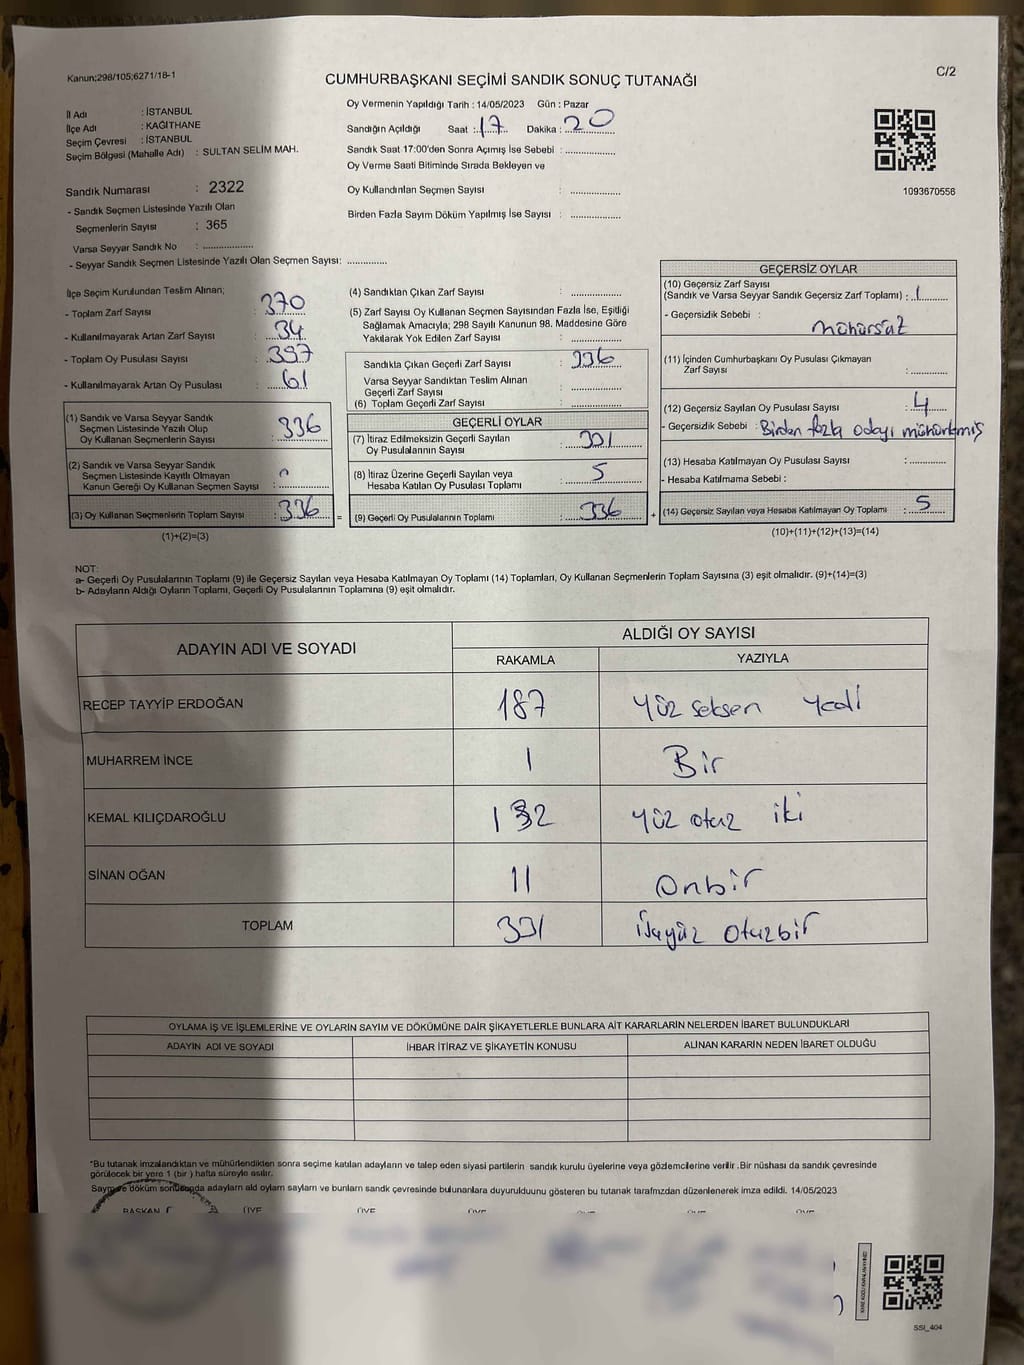 Kanun;298/105;6271/18-1
C/2
CUMHURBAŞKANI SEÇİMİ SANDIK SONUÇ TUTANAĞI
İl Adı : İSTANBUL
İlçe Adı : KAĞITHANE
Seçim Çevresi : İSTANBUL
Seçim Bölgesi (Mahalle Adı) : SULTAN SELİM MAH.
Sandık Numarası : 2322
- Sandık Seçmen Listesinde Yazılı Olan
Seçmenlerin Sayısı : 365
Varsa Seyyar Sandık No : ..............
- Seyyar Sandık Seçmen Listesinde Yazılı Olan Seçmen Sayısı: ..............
Oy Vermenin Yapıldığı Tarih : 14/05/2023 Gün : Pazar
Sandığın Açıldığı Saat : 17 Dakika : 20
Sandık Saat 17:00'den Sonra Açımış İse Sebebi : ..............
Oy Verme Saati Bitiminde Sırada Bekleyen ve
Oy Kullandırılan Seçmen Sayısı : ..............
Birden Fazla Sayım Döküm Yapılmış İse Sayısı : ..............
1093670556
İlçe Seçim Kurulundan Teslim Alınan;
- Toplam Zarf Sayısı : 370
- Kullanılmayarak Artan Zarf Sayısı : 34
- Toplam Oy Pusulası Sayısı : 397
- Kullanılmayarak Artan Oy Pusulası : 61
(1) Sandık ve Varsa Seyyar Sandık
Seçmen Listesinde Yazılı Olup
Oy Kullanan Seçmenlerin Sayısı : 336
(2) Sandık ve Varsa Seyyar Sandık
Seçmen Listesinde Kayıtlı Olmayan
Kanun Gereği Oy Kullanan Seçmen Sayısı : 0
(3) Oy Kullanan Seçmenlerin Toplam Sayısı : 336
(1)+(2)=(3)
(4) Sandıktan Çıkan Zarf Sayısı : ..............
(5) Zarf Sayısı Oy Kullanan Seçmen Sayısından Fazla İse, Eşitliği
Sağlamak Amacıyla; 298 Sayılı Kanunun 98. Maddesine Göre
Yakılarak Yok Edilen Zarf Sayısı : ..............
Sandıkta Çıkan Geçerli Zarf Sayısı : 336
Varsa Seyyar Sandıktan Teslim Alınan
Geçerli Zarf Sayısı : ..............
(6) Toplam Geçerli Zarf Sayısı : ..............
GEÇERLİ OYLAR
(7) İtiraz Edilmeksizin Geçerli Sayılan
Oy Pusulalarının Sayısı : 331
(8) İtiraz Üzerine Geçerli Sayılan veya
Hesaba Katılan Oy Pusulası Toplamı : 5
(9) Geçerli Oy Pusulalarının Toplamı : 336
GEÇERSİZ OYLAR
(10) Geçersiz Zarf Sayısı
(Sandık ve Varsa Seyyar Sandık Geçersiz Zarf Toplamı) : 1
- Geçersizlik Sebebi :
mühürsüz
(11) İçinden Cumhurbaşkanı Oy Pusulası Çıkmayan
Zarf Sayısı : ..............
(12) Geçersiz Sayılan Oy Pusulası Sayısı : 4
- Geçersizlik Sebebi : Birden fazla adayı mühürlemiş
(13) Hesaba Katılmayan Oy Pusulası Sayısı : ..............
- Hesaba Katılmama Sebebi :
(14) Geçersiz Sayılan veya Hesaba Katılmayan Oy Toplamı : 5
(10)+(11)+(12)+(13)=(14)
NOT:
a- Geçerli Oy Pusulalarının Toplamı (9) ile Geçersiz Sayılan veya Hesaba Katılmayan Oy Toplamı (14) Toplamları, Oy Kullanan Seçmenlerin Toplam Sayısına (3) eşit olmalıdır. (9)+(14)=(3)
b- Adayların Aldığı Oyların Toplamı, Geçerli Oy Pusulalarının Toplamına (9) eşit olmalıdır.
ADAYIN ADI VE SOYADI ALDIĞI OY SAYISI
RAKAMLA YAZIYLA
RECEP TAYYİP ERDOĞAN 187 Yüz seksen Yedi
MUHARREM İNCE 1 Bir
KEMAL KILIÇDAROĞLU 132 Yüz otuz iki
SİNAN OĞAN 11 Onbir
TOPLAM 331 üçyüz otuzbir
OYLAMA İŞ VE İŞLEMLERİNE VE OYLARIN SAYIM VE DÖKÜMÜNE DAİR ŞİKAYETLERLE BUNLARA AİT KARARLARIN NELERDEN İBARET BULUNDUKLARI
ADAYIN ADI VE SOYADI İHBAR İTİRAZ VE ŞİKAYETİN KONUSU ALINAN KARARIN NEDEN İBARET OLDUĞU
*Bu tutanak imzalandıktan ve mühürlendikten sonra seçime katılan adayların ve talep eden siyasi partilerin sandık kurulu üyelerine veya gözlemcilerine verilir .Bir nüshası da sandık çevresinde
görülecek bir yere 1 (bir ) hafta süreyle asılır.
Sayım ve döküm sonucunda adayların ald oyların sayların ve bunların sandk çevresinde bulunanlara duyurulduunu gösteren bu tutanak tarafmzdan düzenlenerek imza edildi. 14/05/2023
BAŞKAN ÜYE ÜYE ÜYE ÜYE ÜYE ÜYE
SSI_404